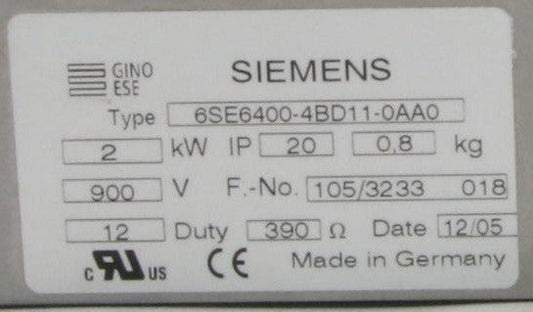 GINO
ESE
SIEMENS
Type 6SE6400-4BD11-0AA0
2 kW IP 20 0,8 kg
900 V F.-No. 105/3233 018
12 Duty 390 Ω Date 12/05
c RU US CE Made in Germany